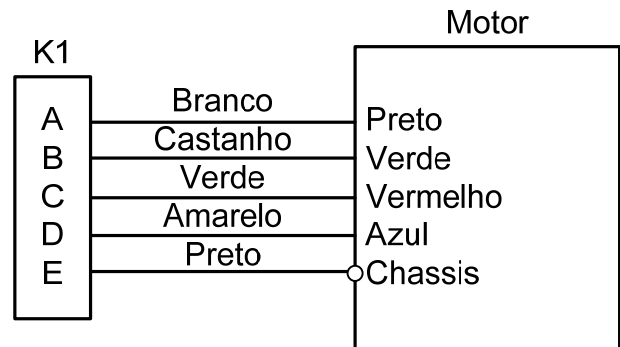 Motor
K1
A Branco Preto
B Castanho Verde
C Verde Vermelho
D Amarelo Azul
E Preto Chassis